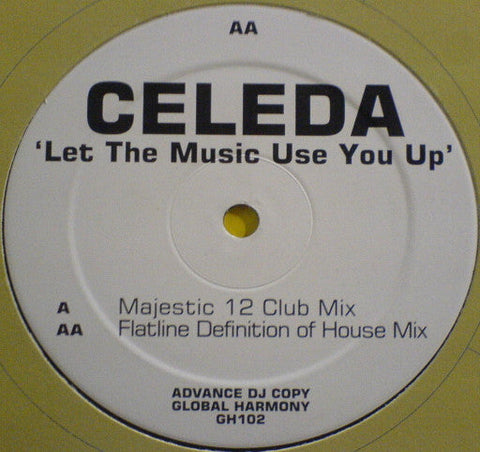 AA
CELEDA
'Let The Music Use You Up'
A Majestic 12 Club Mix
AA Flatline Definition of House Mix
ADVANCE DJ COPY
GLOBAL HARMONY
GH102